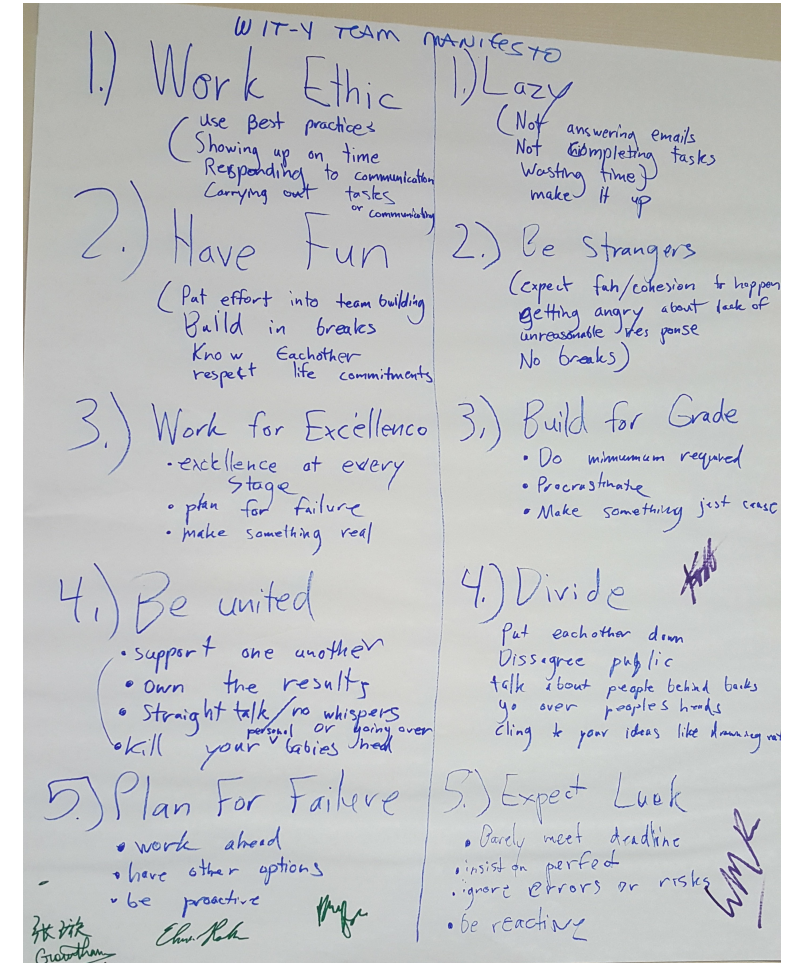 WIT-Y TEAM MANIFESTO
1.) Work Ethic
(Use Best practices
Showing up on time
Responding to communication
Carrying out tasks
or communicating
2.) Have Fun
(Put effort into team building
Build in breaks
Know Eachother
respect life commitments
3.) Work for Excellence
• excellence at every
stage
• plan for failure
• make something real
4.) Be united
• support one another
• own the results
• straight talk/no whispers
or going over
• kill your personal babies head
5.) Plan For Failure
• work ahead
• have other options
• be proactive
张
1.) Lazy
(Not answering emails
Not completing tasks
Wasting time)
make it up
2.) Be Strangers
(expect fun/cohesion to happen
getting angry about lack of
unreasonable response
No breaks)
3.) Build for Grade
• Do minumum required
• Procrastinate
• Make something jest cause
4.) Divide
Put eachother down
Dissagree public
talk about people behind backs
go over peoples heads
cling to your ideas like drowning rat
5.) Expect Luck
• Barely meet deadline
• insist on perfect
• ignore errors or risks
• be reactive